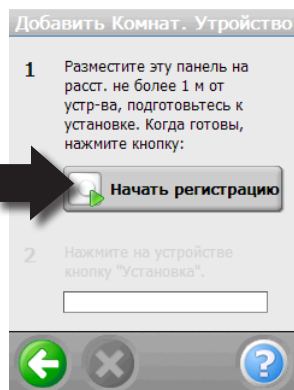 Добавить Комнат. Утройство
1 Разместите эту панель на
расст. не более 1 м от
устр-ва, подготовьтесь к
установке. Когда готовы,
нажмите кнопку:
Начать регистрацию
2 Нажмите на устройстве
кнопку "Установка".
?